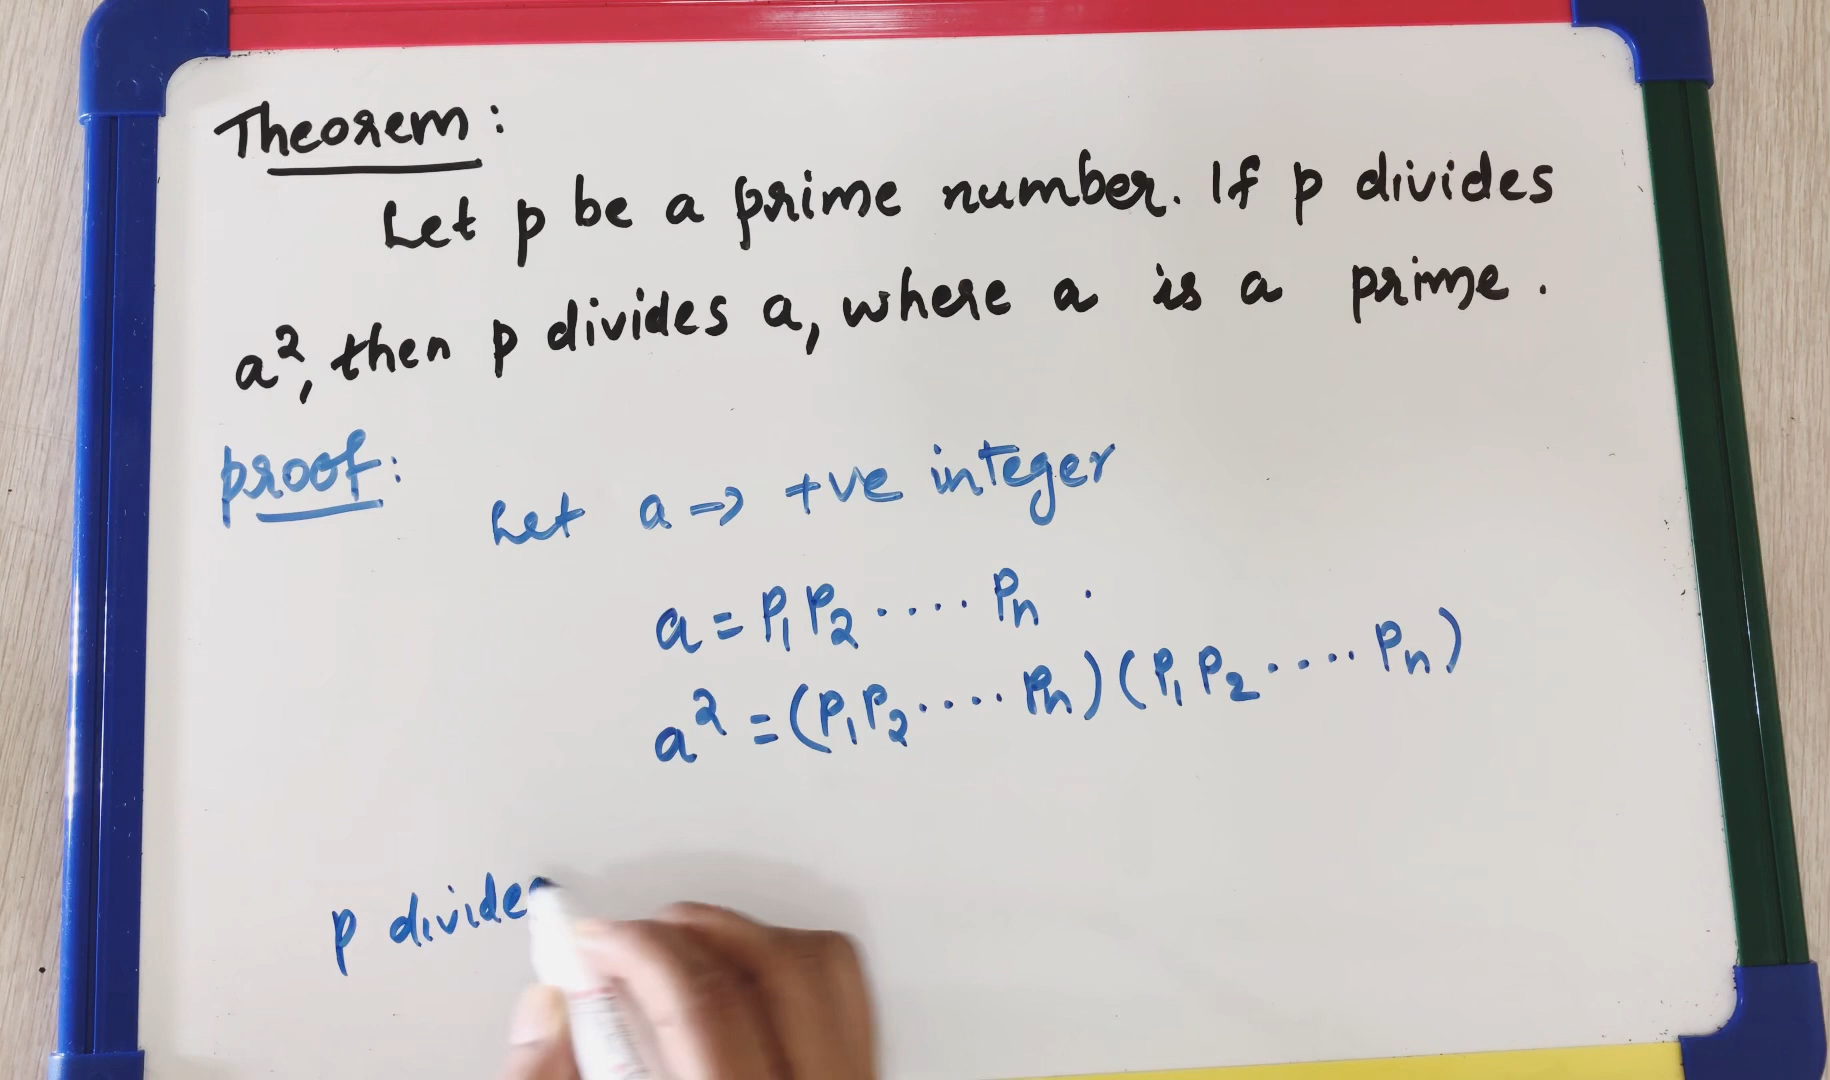 Theorem:
Let p be a prime number. If p divides
a², then p divides a, where a is a prime.
proof:
Let a ⇒ +ve integer
a = P₁P₂ .... Pn .
a² = (P₁P₂ .... Pn) (P₁P₂ .... Pn)
p divide